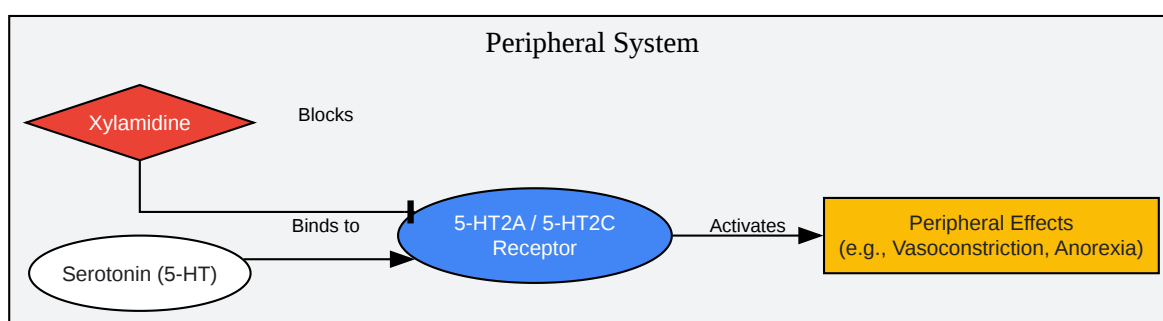 Peripheral System
Xylamidine
Blocks
Binds to
Serotonin (5-HT)
5-HT2A / 5-HT2C
Receptor
Activates
Peripheral Effects
(e.g., Vasoconstriction, Anorexia)